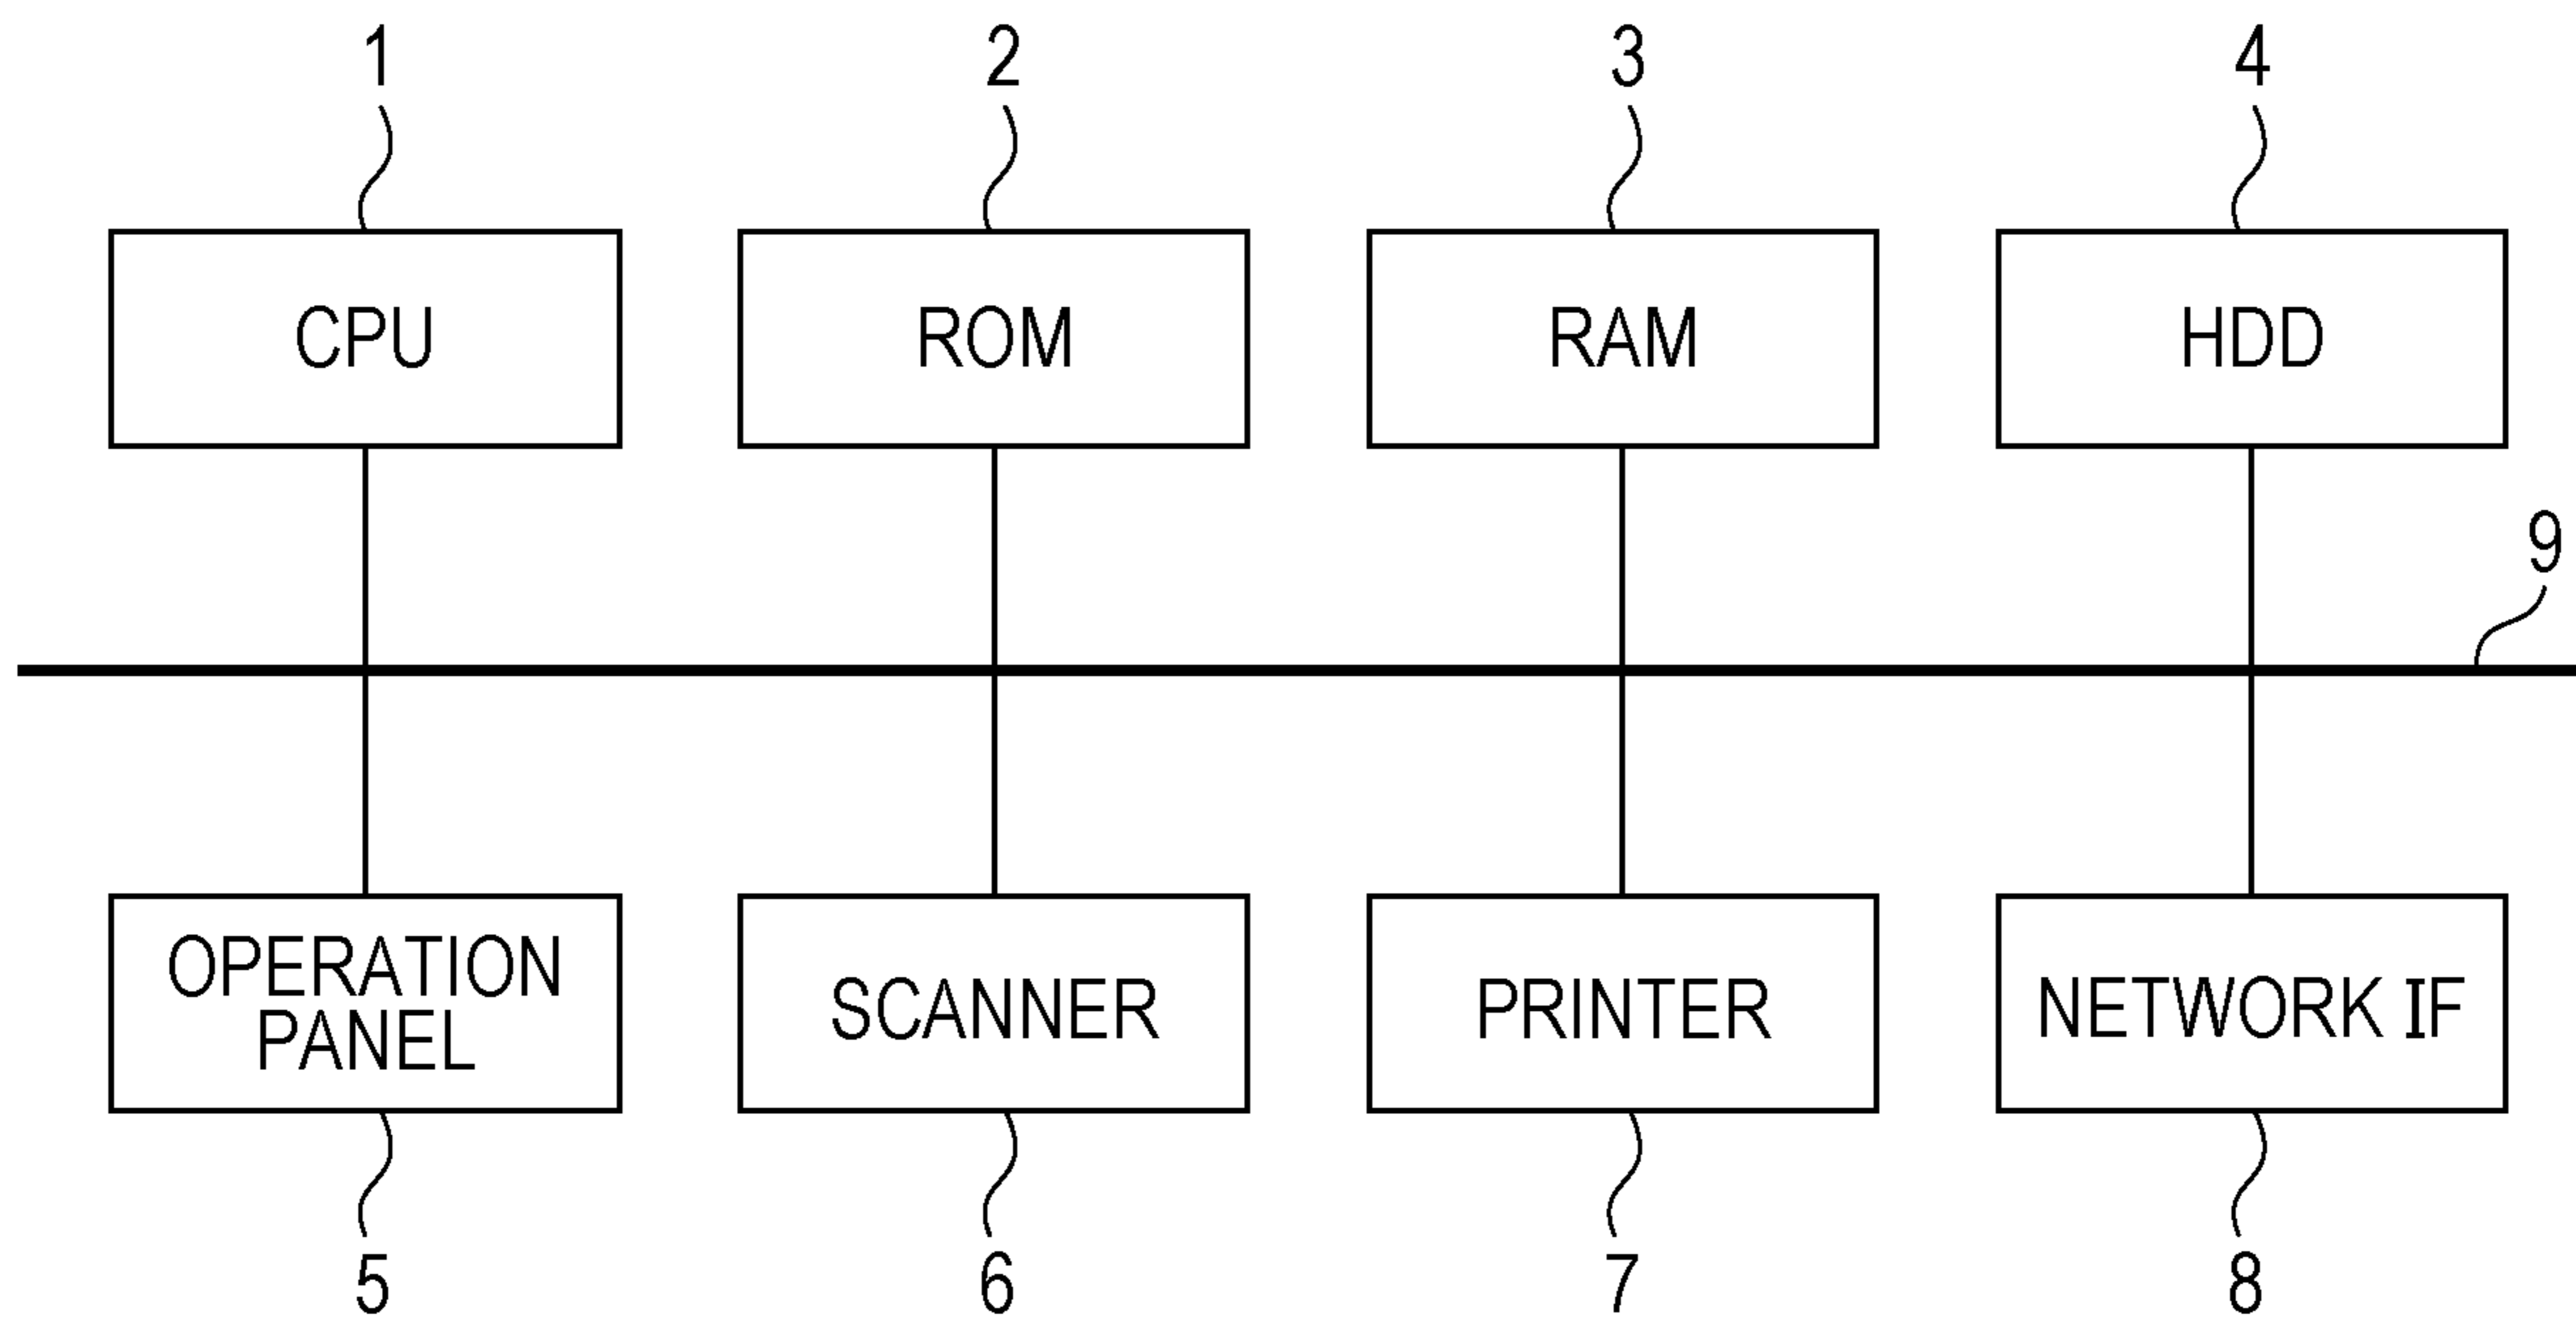 1 2 3 4
CPU ROM RAM HDD
9
OPERATION
PANEL
SCANNER PRINTER NETWORK IF
5 6 7 8